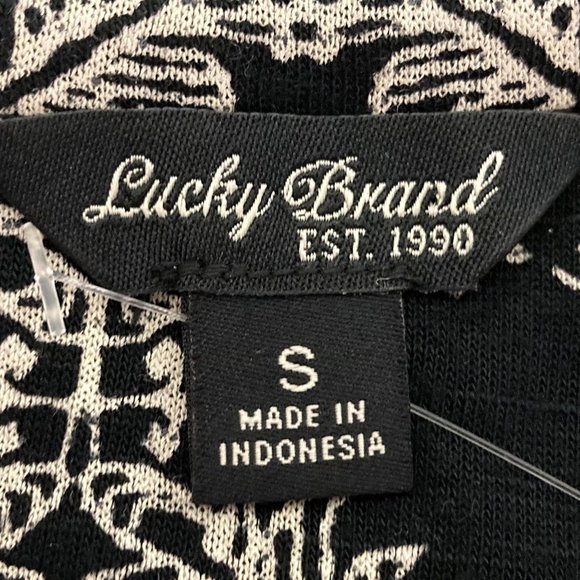 Lucky Brand
EST. 1990
S
MADE IN
INDONESIA